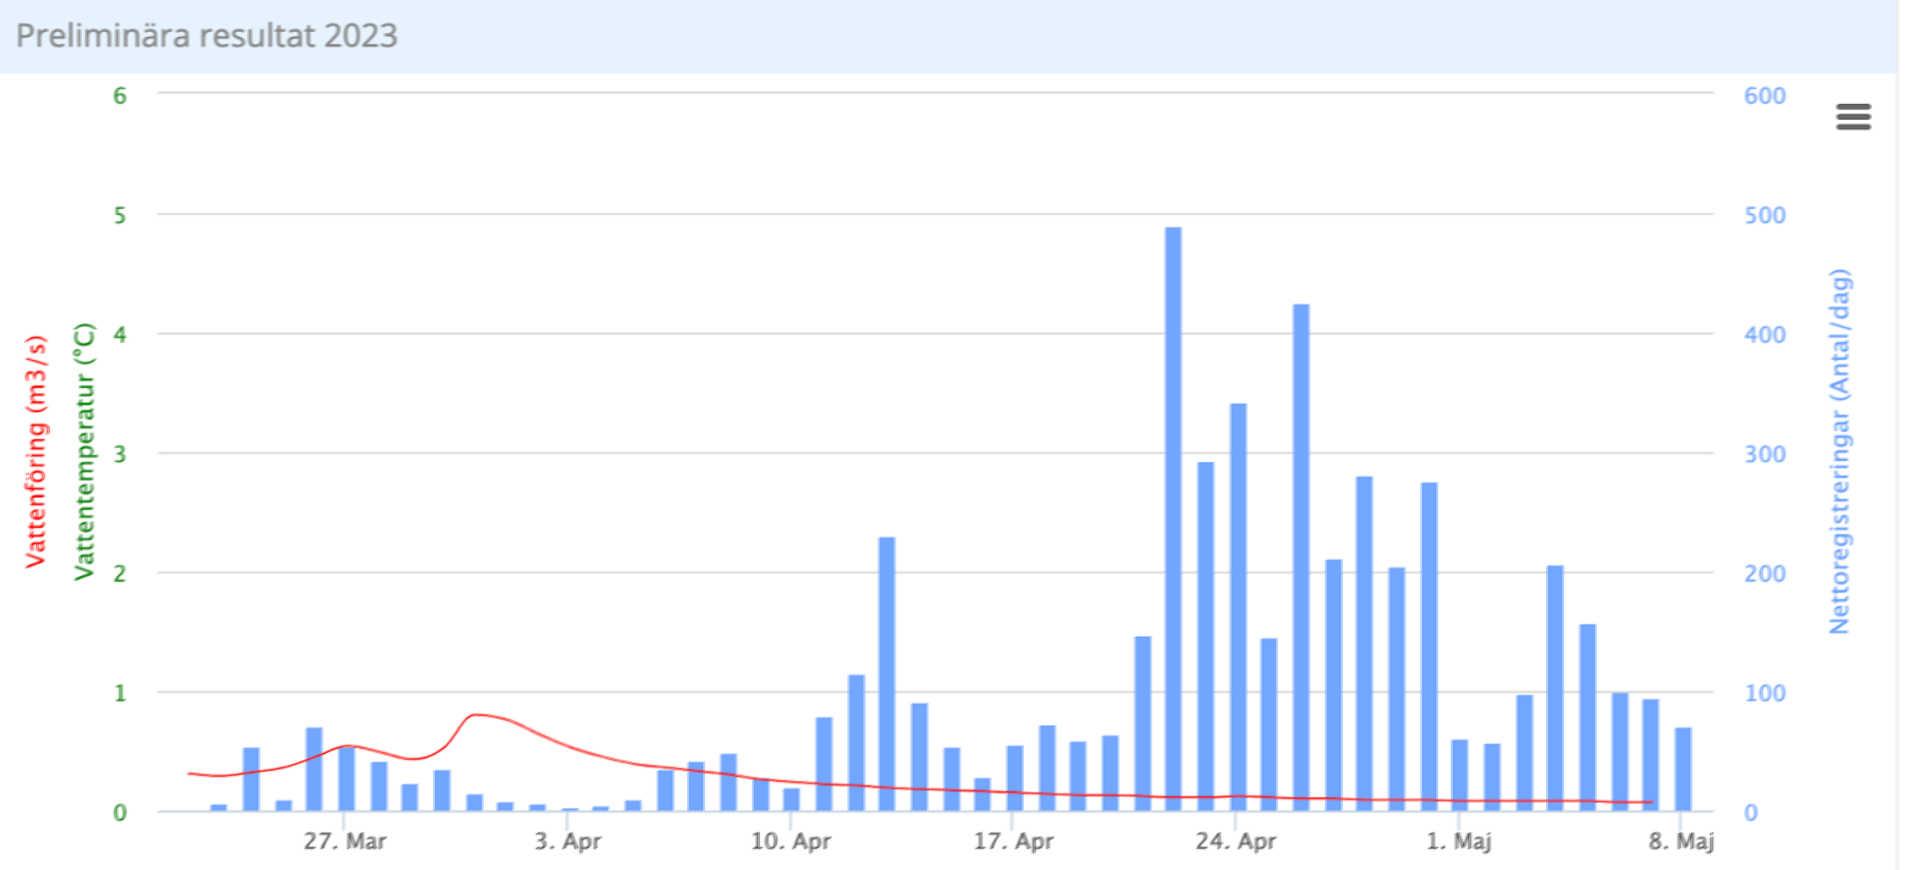 Preliminära resultat 2023
6
5
4
3
2
1
0
600
500
400
300
200
100
0
Vattenföring (m3/s)
Vattentemperatur (°C)
Nettoregistreringar (Antal/dag)
27. Mar
3. Apr
10. Apr
17. Apr
24. Apr
1. Maj
8. Maj